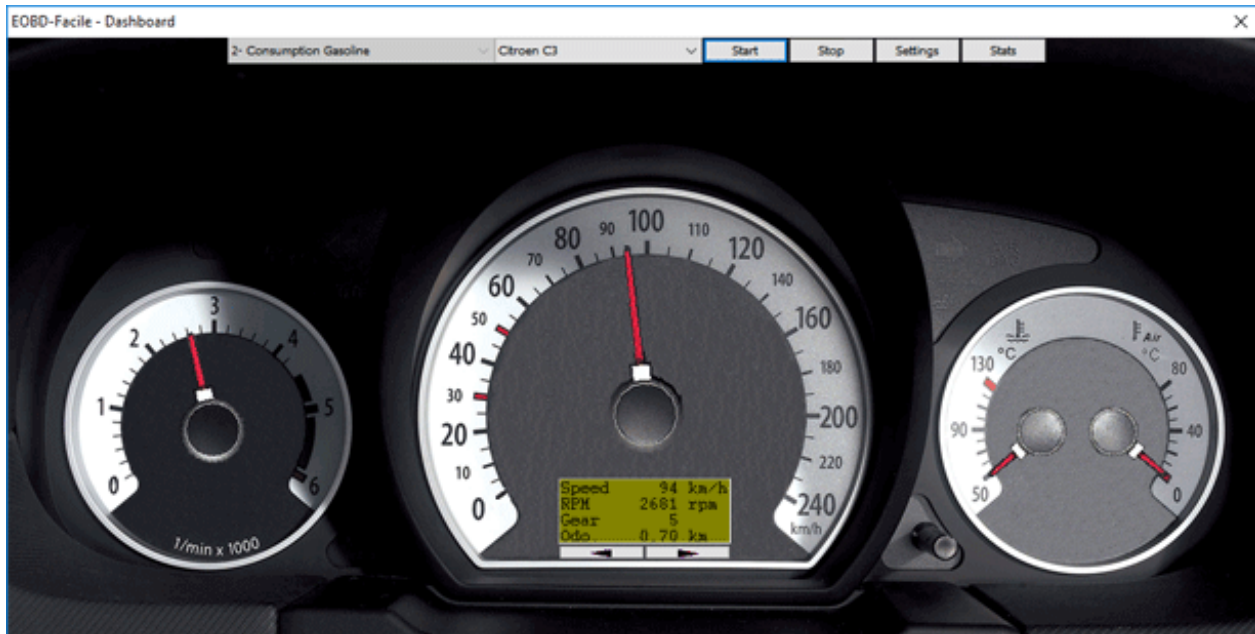 EOBD-Facile - Dashboard
2- Consumption Gasoline
Citroen C3
Start
Stop
Settings
Stats
0
1
2
3
4
5
6
1/min x 1000
0
10
20
30
40
50
60
70
80
90
100
110
120
140
160
180
200
220
240
km/h
Speed 94 km/h
RPM 2681 rpm
Gear 5
Odo. 0.70 km
130
°C
90
50
Air
°C
80
40
0